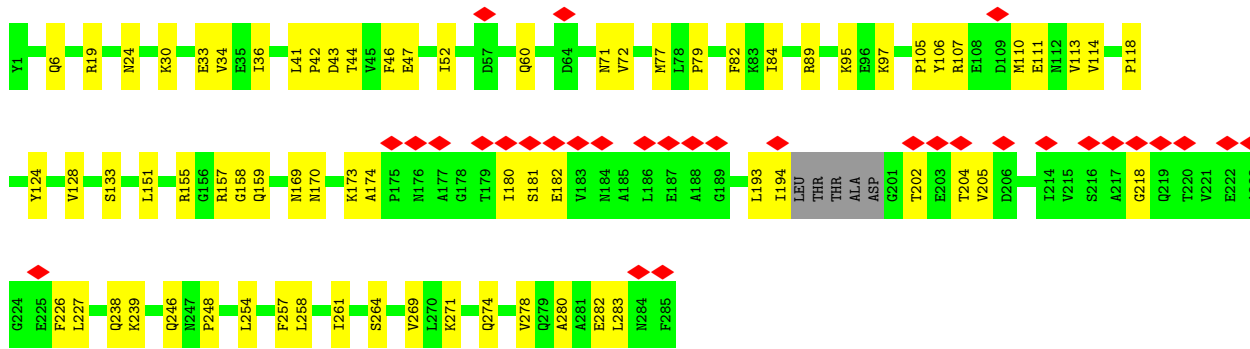 Y1 Q6 R19 N24 K30 E33 V34 E35 I36 L41 P42 D43 T44 V45 F46 E47 I52 D57 Q60 D64 N71 V72 M77 L78 P79 F82 K83 I84 R89 K95 E96 K97 P105 Y106 R107 E108 D109 M110 E111 N112 V113 V114 P118
Y124 V128 S133 L151 R155 G156 R157 G158 Q159 N169 N170 K173 A174 P175 N176 A177 G178 T179 I180 S181 E182 V183 N184 A185 L186 E187 A188 G189 L193 I194 LEU THR THR ALA ASP G201 T202 E203 T204 V205 D206 I214 V215 S216 A217 G218 Q219 T220 V221 E222
G224 E225 F226 L227 Q238 K239 Q246 N247 P248 L254 F257 L258 I261 S264 V269 L270 K271 Q274 V278 Q279 A280 A281 E282 L283 N284 F285